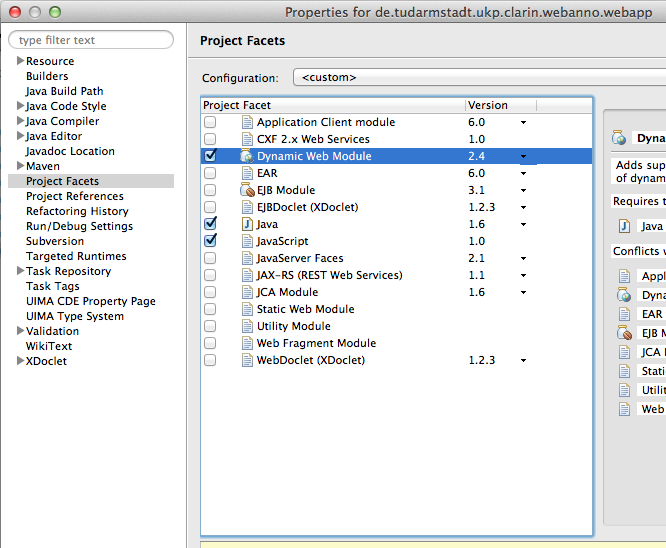 Properties for de.tudarmstadt.ukp.clarin.webanno.webapp
type filter text
Resource
Builders
Java Build Path
Java Code Style
Java Compiler
Java Editor
Javadoc Location
Maven
Project Facets
Project References
Refactoring History
Run/Debug Settings
Subversion
Targeted Runtimes
Task Repository
Task Tags
UIMA CDE Property Page
UIMA Type System
Validation
WikiText
XDoclet
Project Facets
Configuration: <custom>
Project Facet Version
Application Client module 6.0
CXF 2.x Web Services 1.0
Dynamic Web Module 2.4
EAR 6.0
EJB Module 3.1
EJBDoclet (XDoclet) 1.2.3
Java 1.6
JavaScript 1.0
JavaServer Faces 2.1
JAX-RS (REST Web Services) 1.1
JCA Module 1.6
Static Web Module
Utility Module
Web Fragment Module
WebDoclet (XDoclet) 1.2.3
Dyna
Adds sup
of dynam
Requires t
Java
Conflicts w
Appl
Dyna
EAR
EJB M
JCA M
Stati
Utilit
Web